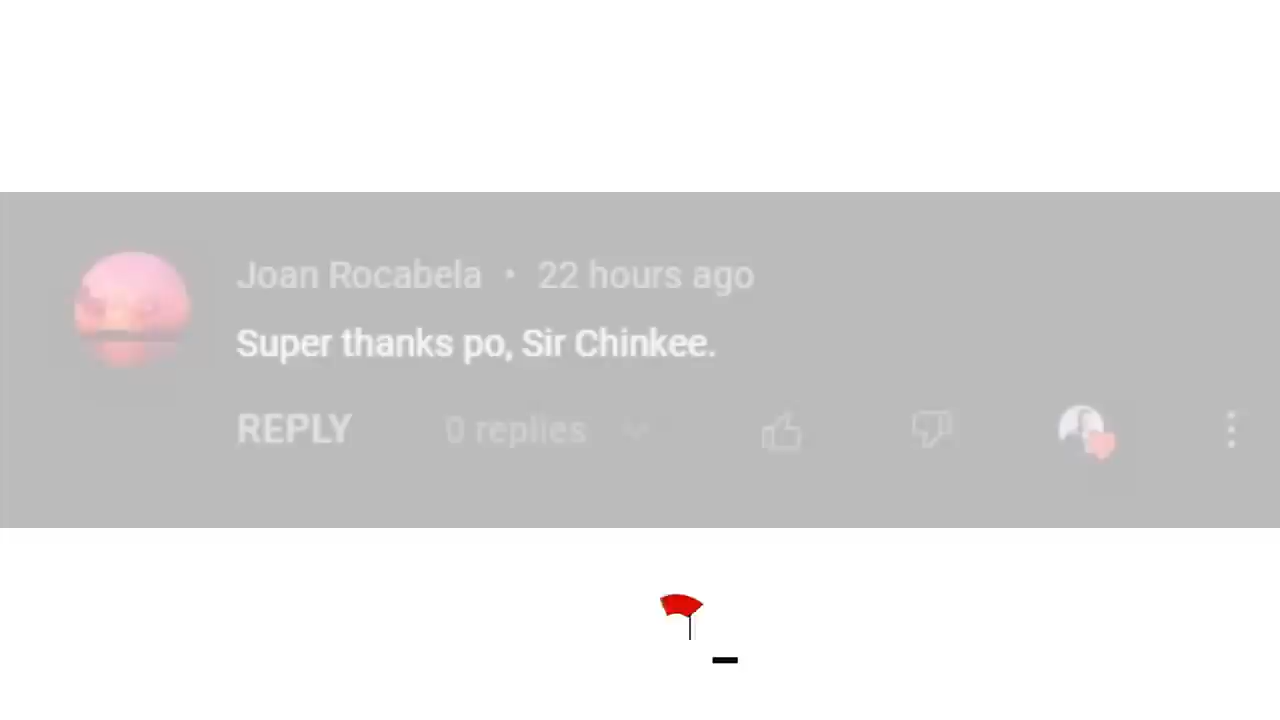 Joan Rocabela • 22 hours ago
Super thanks po, Sir Chinkee.
REPLY 0 replies